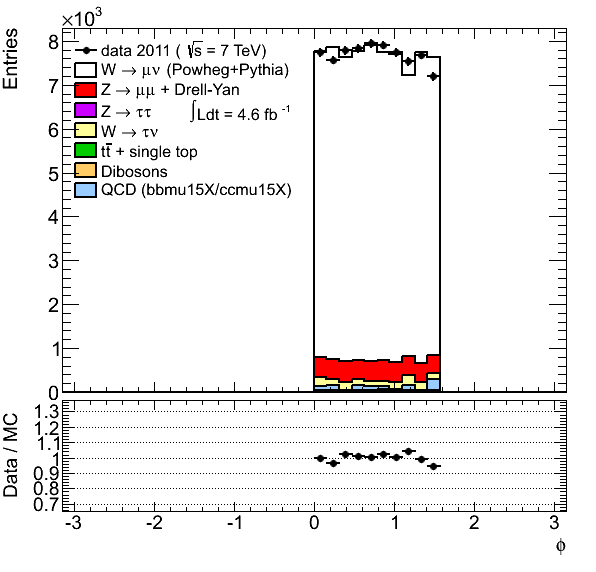 ×10³
Entries
data 2011 ( √s = 7 TeV)
W → μν (Powheg+Pythia)
Z → μμ + Drell-Yan
Z → ττ ∫Ldt = 4.6 fb⁻¹
W → τν
tt̄ + single top
Dibosons
QCD (bbmu15X/ccmu15X)
8
7
6
5
4
3
2
1
0
Data / MC
1.3
1.2
1.1
1
0.9
0.8
0.7
-3 -2 -1 0 1 2 3
ϕ